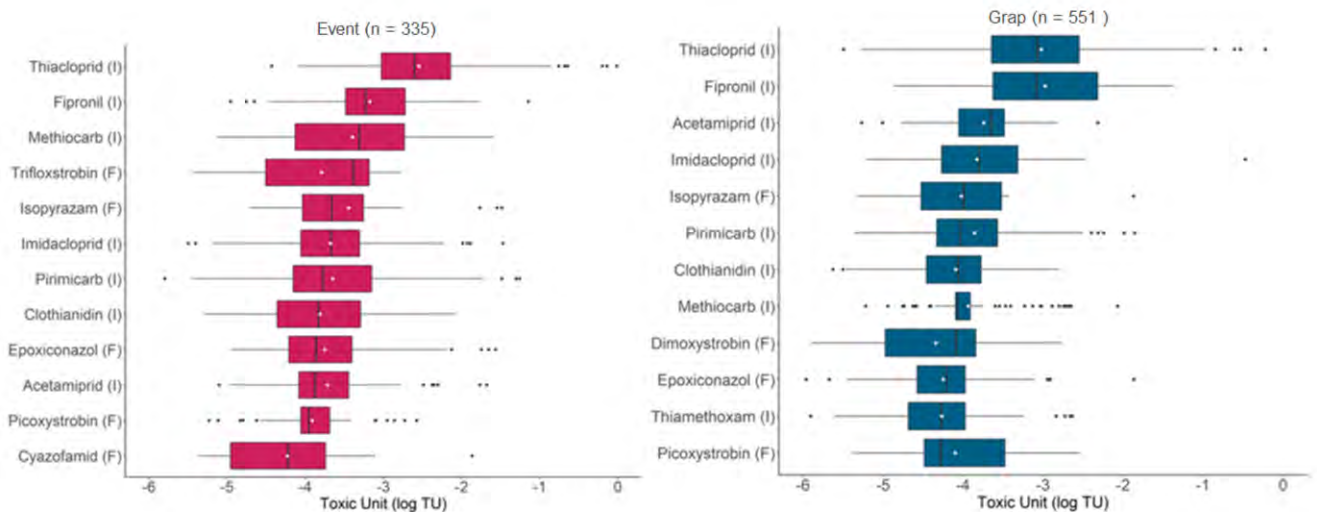 Event (n = 335)
Thiacloprid (I)
Fipronil (I)
Methiocarb (I)
Trifloxstrobin (F)
Isopyrazam (F)
Imidacloprid (I)
Pirimicarb (I)
Clothianidin (I)
Epoxiconazol (F)
Acetamiprid (I)
Picoxystrobin (F)
Cyazofamid (F)
-6 -5 -4 -3 -2 -1 0
Toxic Unit (log TU)
Grap (n = 551 )
Thiacloprid (I)
Fipronil (I)
Acetamiprid (I)
Imidacloprid (I)
Isopyrazam (F)
Pirimicarb (I)
Clothianidin (I)
Methiocarb (I)
Dimoxystrobin (F)
Epoxiconazol (F)
Thiamethoxam (I)
Picoxystrobin (F)
-6 -5 -4 -3 -2 -1 0
Toxic Unit (log TU)